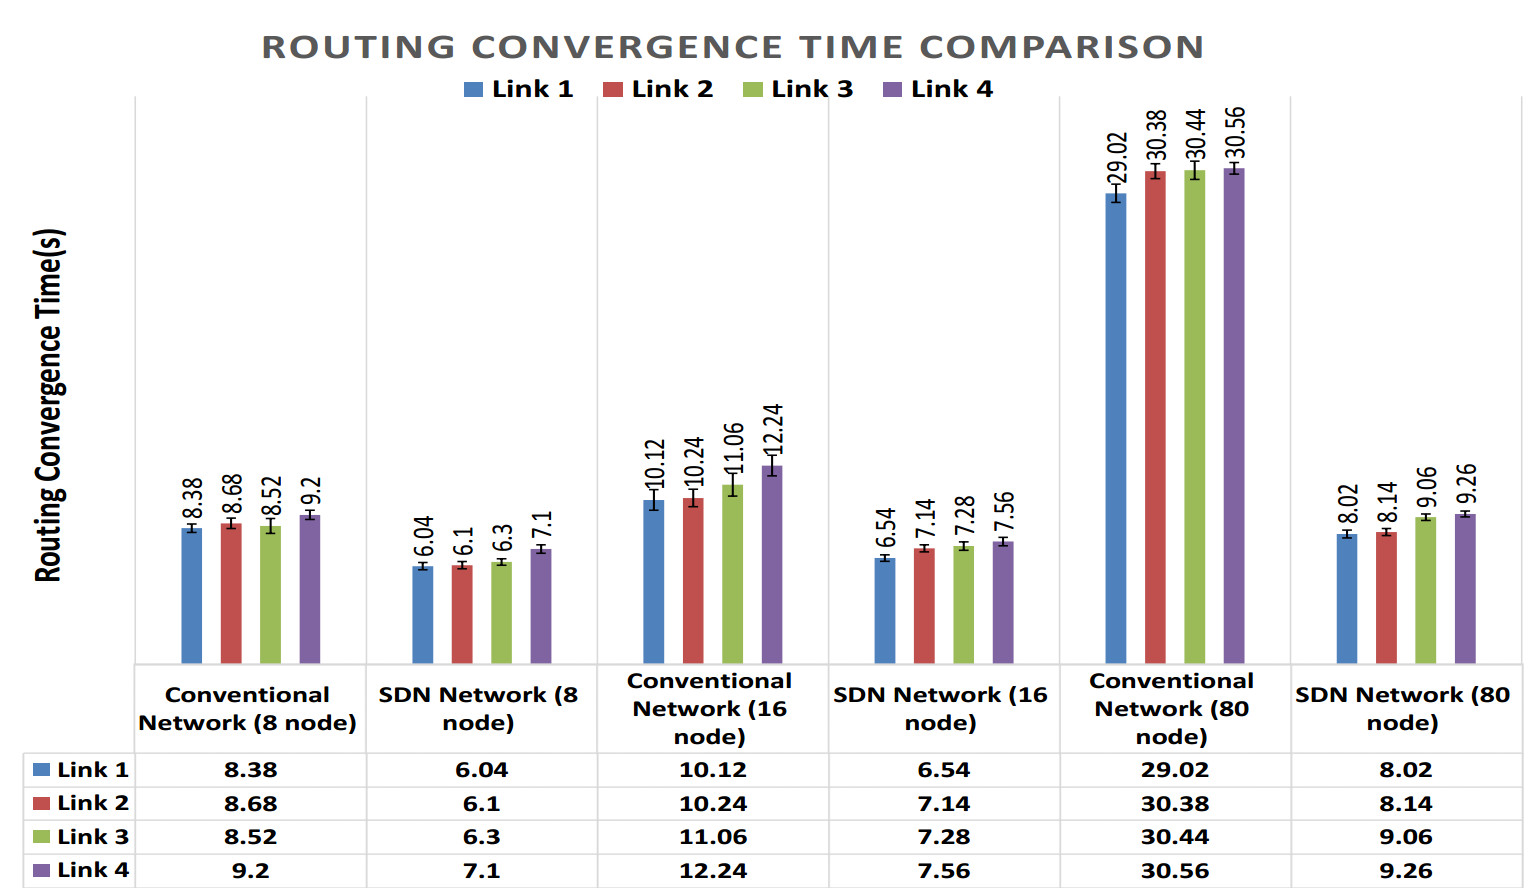 ROUTING CONVERGENCE TIME COMPARISON
Link 1 Link 2 Link 3 Link 4
Routing Convergence Time(s)
8.38 8.68 8.52 9.2 6.04 6.1 6.3 7.1 10.12 10.24 11.06 12.24 6.54 7.14 7.28 7.56 29.02 30.38 30.44 30.56 8.02 8.14 9.06 9.26
Conventional
Network (8 node)
SDN Network (8
node)
Conventional
Network (16
node)
SDN Network (16
node)
Conventional
Network (80
node)
SDN Network (80
node)
Link 1 8.38 6.04 10.12 6.54 29.02 8.02
Link 2 8.68 6.1 10.24 7.14 30.38 8.14
Link 3 8.52 6.3 11.06 7.28 30.44 9.06
Link 4 9.2 7.1 12.24 7.56 30.56 9.26